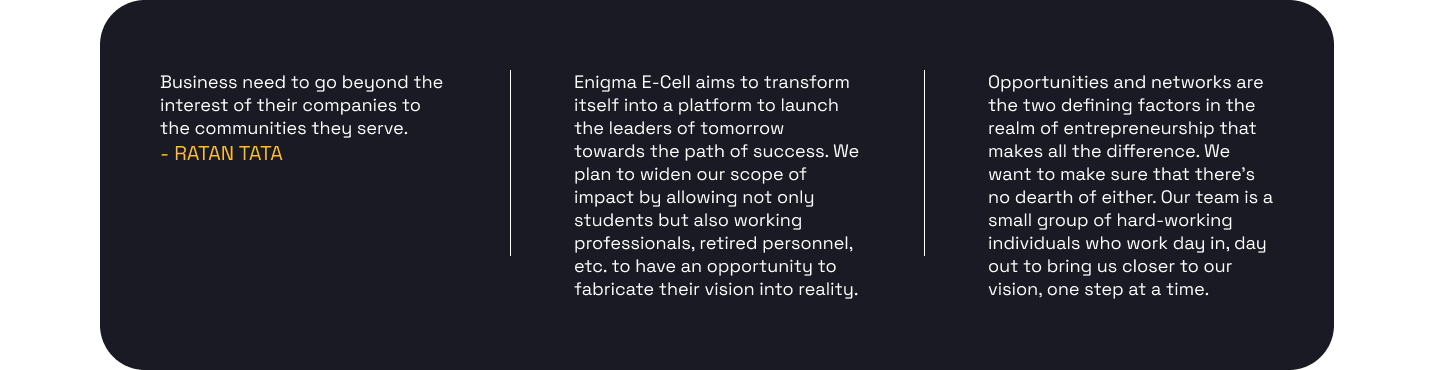 Business need to go beyond the
interest of their companies to
the communities they serve.
- RATAN TATA
Enigma E-Cell aims to transform
itself into a platform to launch
the leaders of tomorrow
towards the path of success. We
plan to widen our scope of
impact by allowing not only
students but also working
professionals, retired personnel,
etc. to have an opportunity to
fabricate their vision into reality.
Opportunities and networks are
the two defining factors in the
realm of entrepreneurship that
makes all the difference. We
want to make sure that there's
no dearth of either. Our team is a
small group of hard-working
individuals who work day in, day
out to bring us closer to our
vision, one step at a time.